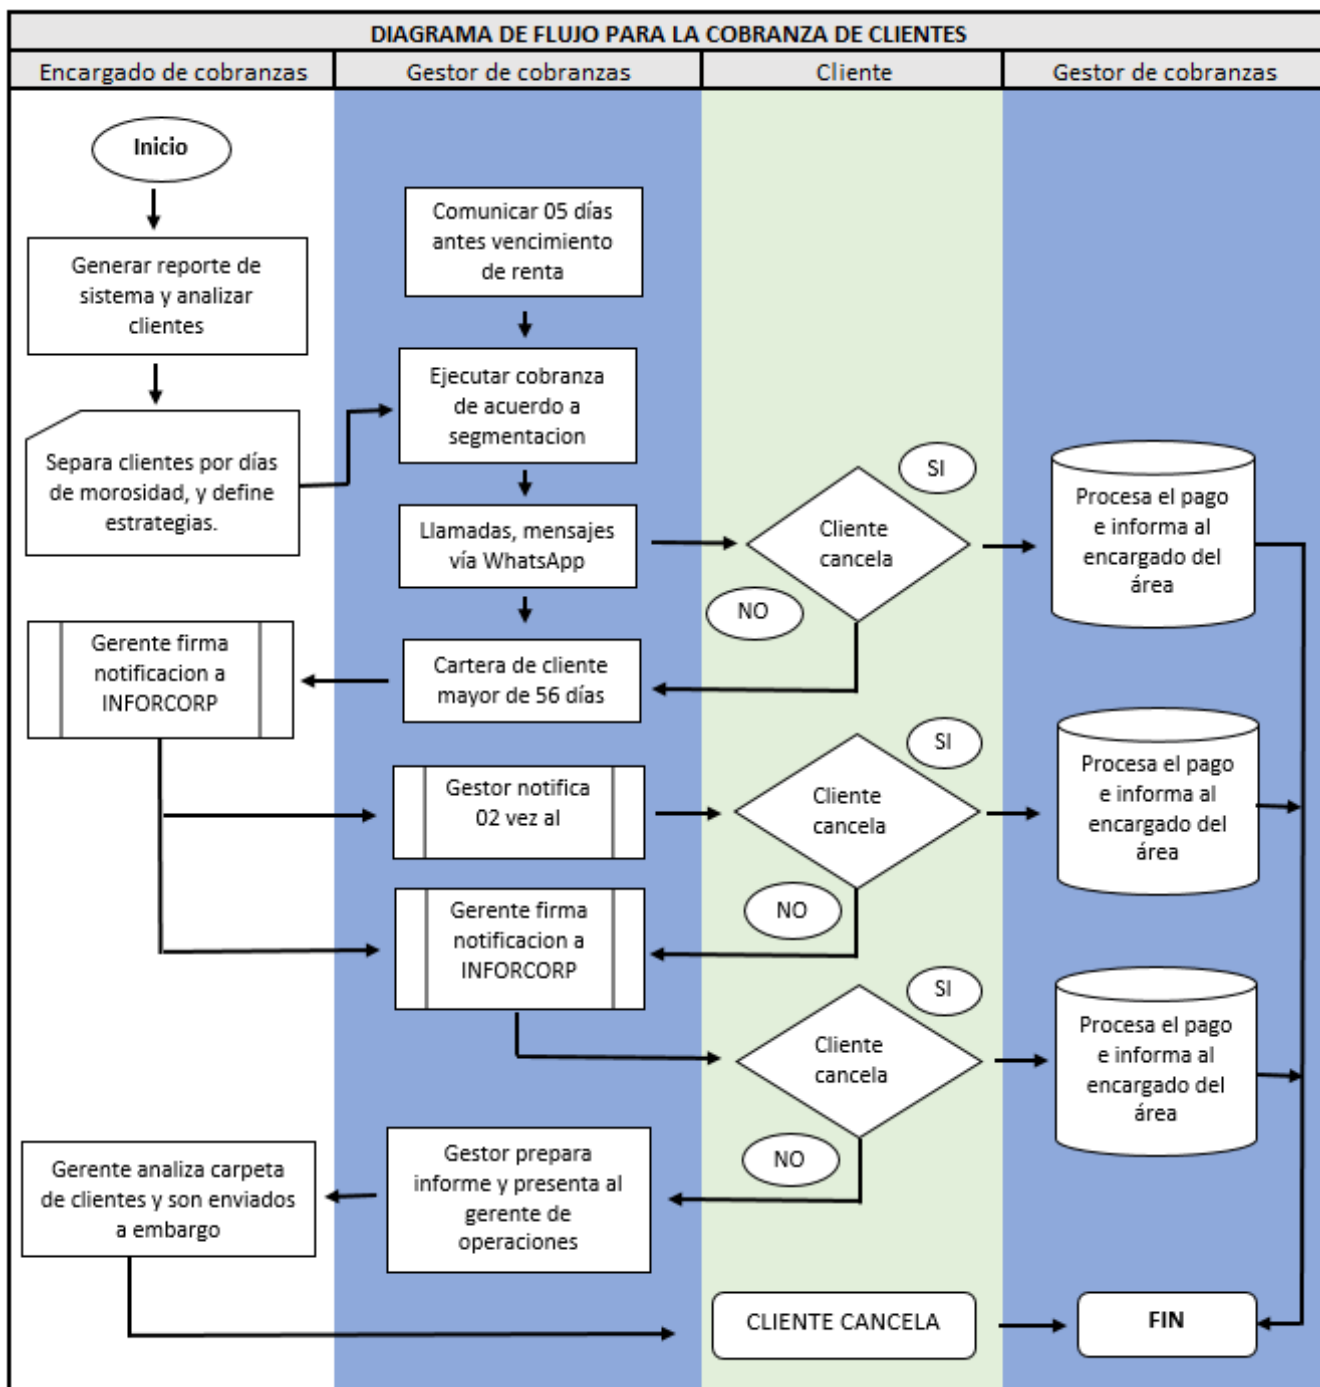 DIAGRAMA DE FLUJO PARA LA COBRANZA DE CLIENTES
Encargado de cobranzas
Gestor de cobranzas
Cliente
Gestor de cobranzas
Inicio
Generar reporte de
sistema y analizar
clientes
Separa clientes por días
de morosidad, y define
estrategias.
Comunicar 05 días
antes vencimiento
de renta
Ejecutar cobranza
de acuerdo a
segmentacion
Llamadas, mensajes
vía WhatsApp
Cliente
cancela
SI
NO
Procesa el pago
e informa al
encargado del
área
Cartera de cliente
mayor de 56 días
Gerente firma
notificacion a
INFORCORP
Gestor notifica
02 vez al
Cliente
cancela
SI
NO
Procesa el pago
e informa al
encargado del
área
Gerente firma
notificacion a
INFORCORP
Cliente
cancela
SI
NO
Procesa el pago
e informa al
encargado del
área
Gestor prepara
informe y presenta al
gerente de
operaciones
Gerente analiza carpeta
de clientes y son enviados
a embargo
CLIENTE CANCELA
FIN